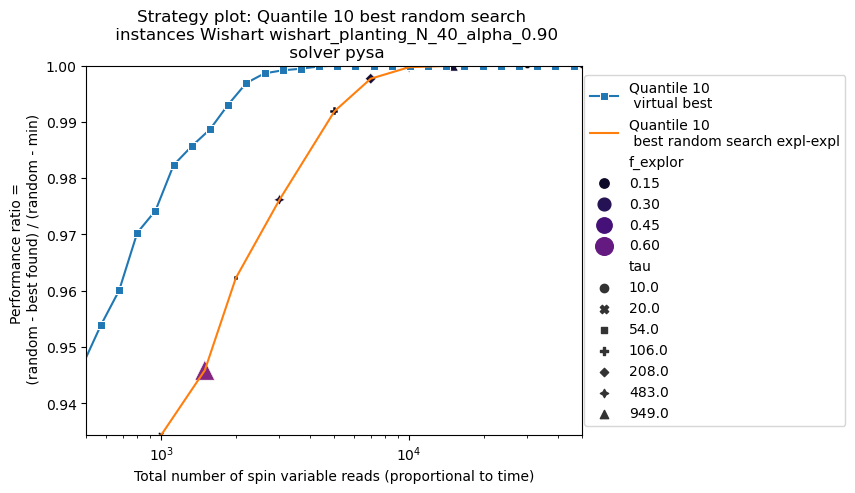 Strategy plot: Quantile 10 best random search
instances Wishart wishart_planting_N_40_alpha_0.90
solver pysa
1.00
0.99
0.98
0.97
0.96
0.95
0.94
Performance ratio =
(random - best found) / (random - min)
10^3
10^4
Total number of spin variable reads (proportional to time)
Quantile 10
virtual best
Quantile 10
best random search expl-expl
f_explor
0.15
0.30
0.45
0.60
tau
10.0
20.0
54.0
106.0
208.0
483.0
949.0